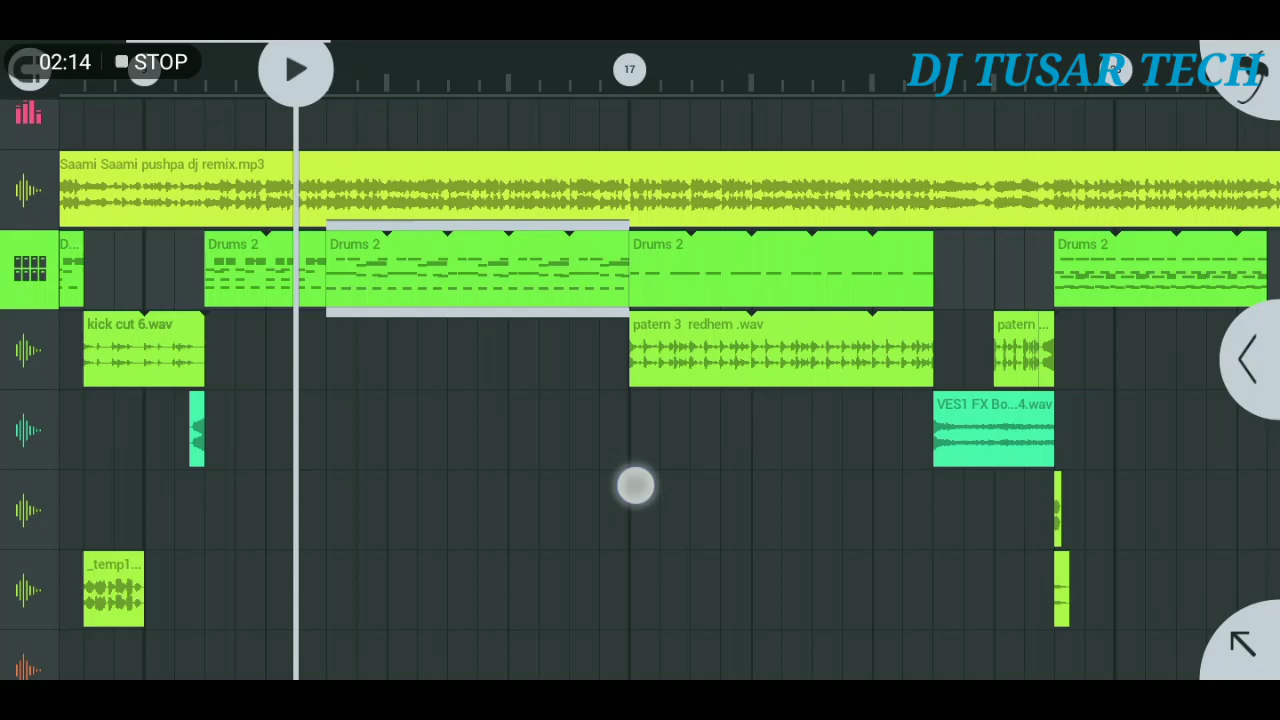 02:14 STOP
17
DJ TUSAR TECH
Saami Saami pushpa dj remix.mp3
D... Drums 2 Drums 2 Drums 2 Drums 2
kick cut 6.wav patern 3 redhem .wav patern ...
VES1 FX Bo...4.wav
_temp1...